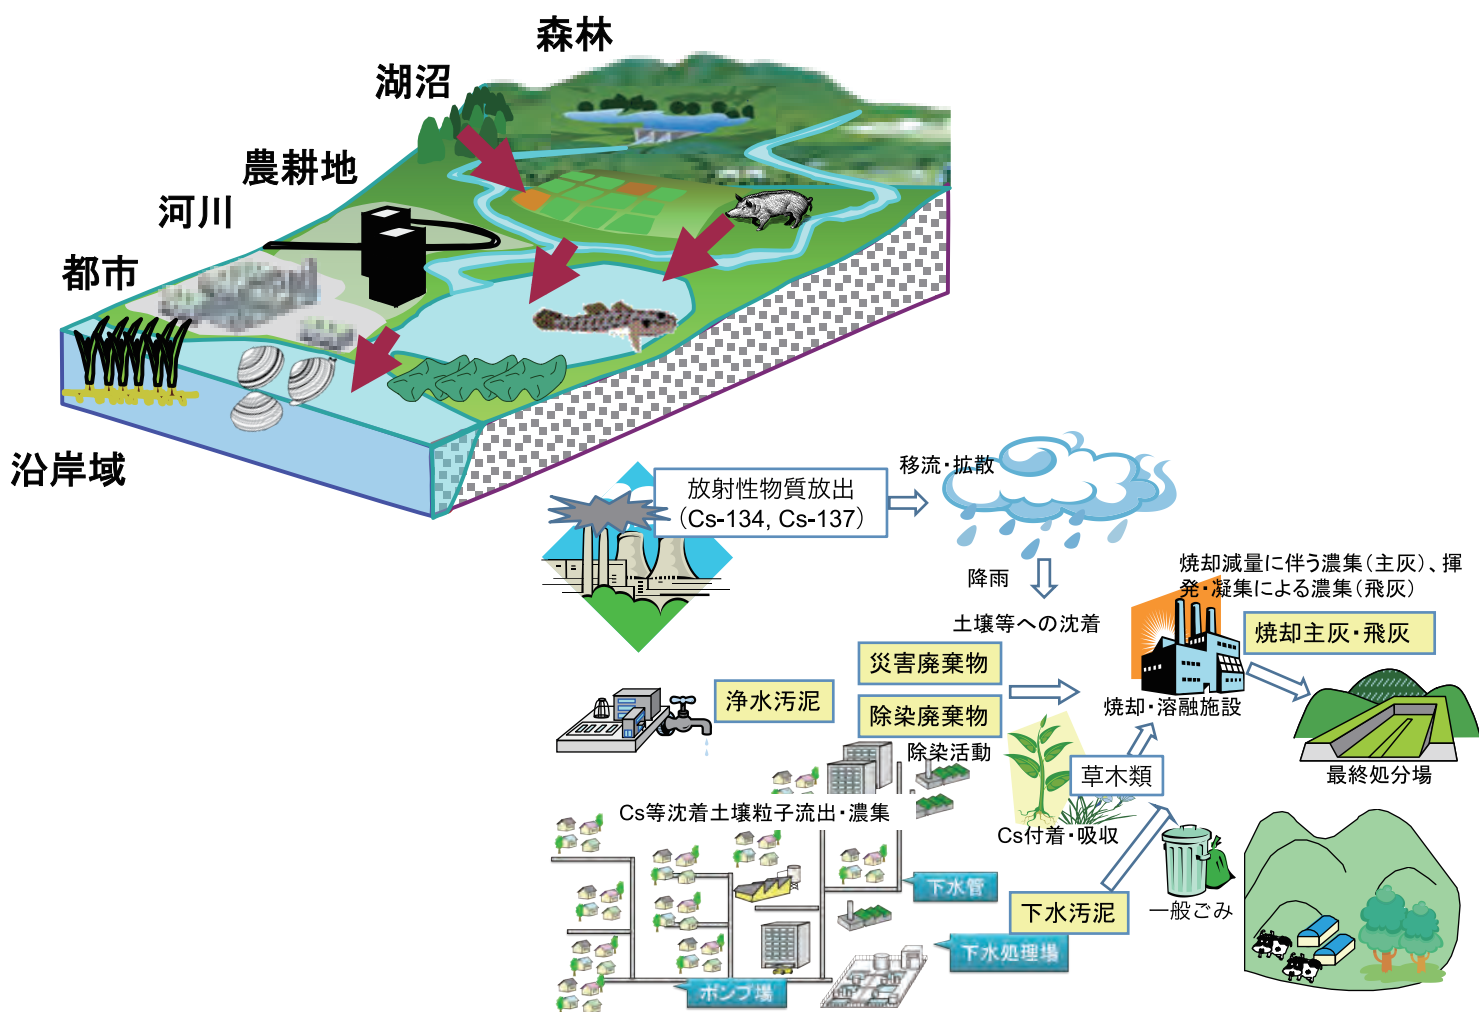 森林
湖沼
農耕地
河川
都市
沿岸域
放射性物質放出
（Cs-134, Cs-137）
移流・拡散
降雨
土壌等への沈着
焼却減量に伴う濃集（主灰）、揮
発・凝集による濃集（飛灰）
焼却主灰・飛灰
災害廃棄物
浄水汚泥
除染廃棄物
焼却・溶融施設
除染活動
最終処分場
草木類
Cs等沈着土壌粒子流出・濃集
Cs付着・吸収
下水管
下水汚泥
一般ごみ
下水処理場
ポンプ場